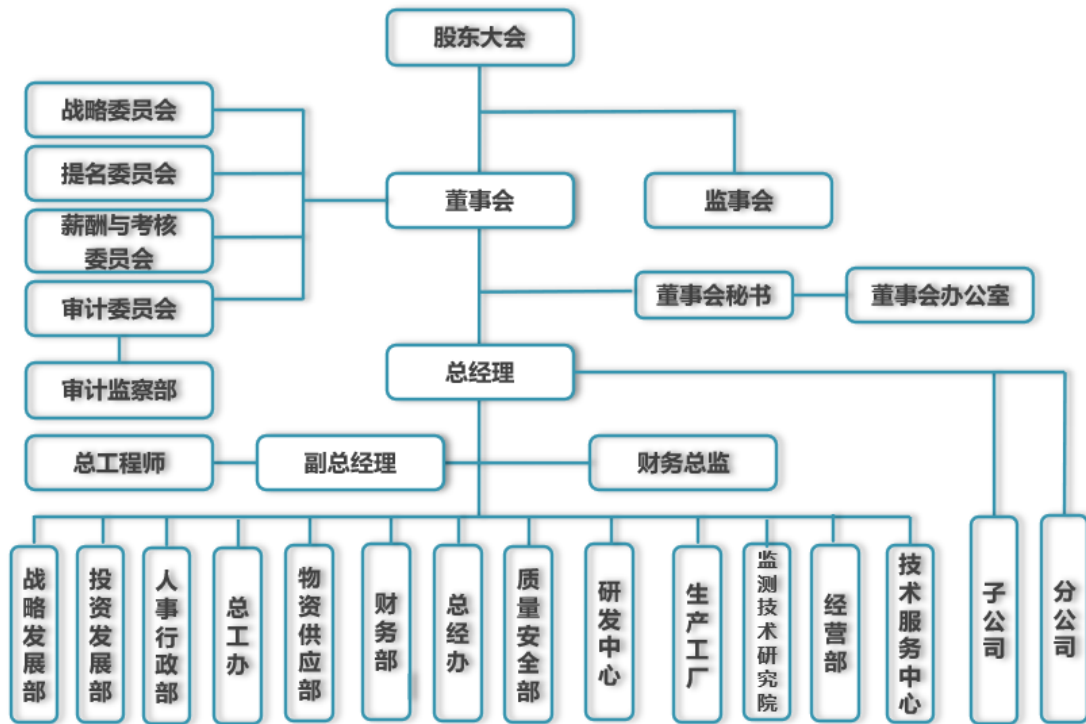 股东大会
战略委员会
提名委员会
董事会
监事会
薪酬与考核
委员会
董事会秘书
董事会办公室
审计委员会
总经理
审计监察部
总工程师
副总经理
财务总监
战略发展部
投资发展部
人事行政部
总工办
物资供应部
财务部
总经办
质量安全部
研发中心
生产工厂
监测技术研究院
经营部
技术服务中心
子公司
分公司